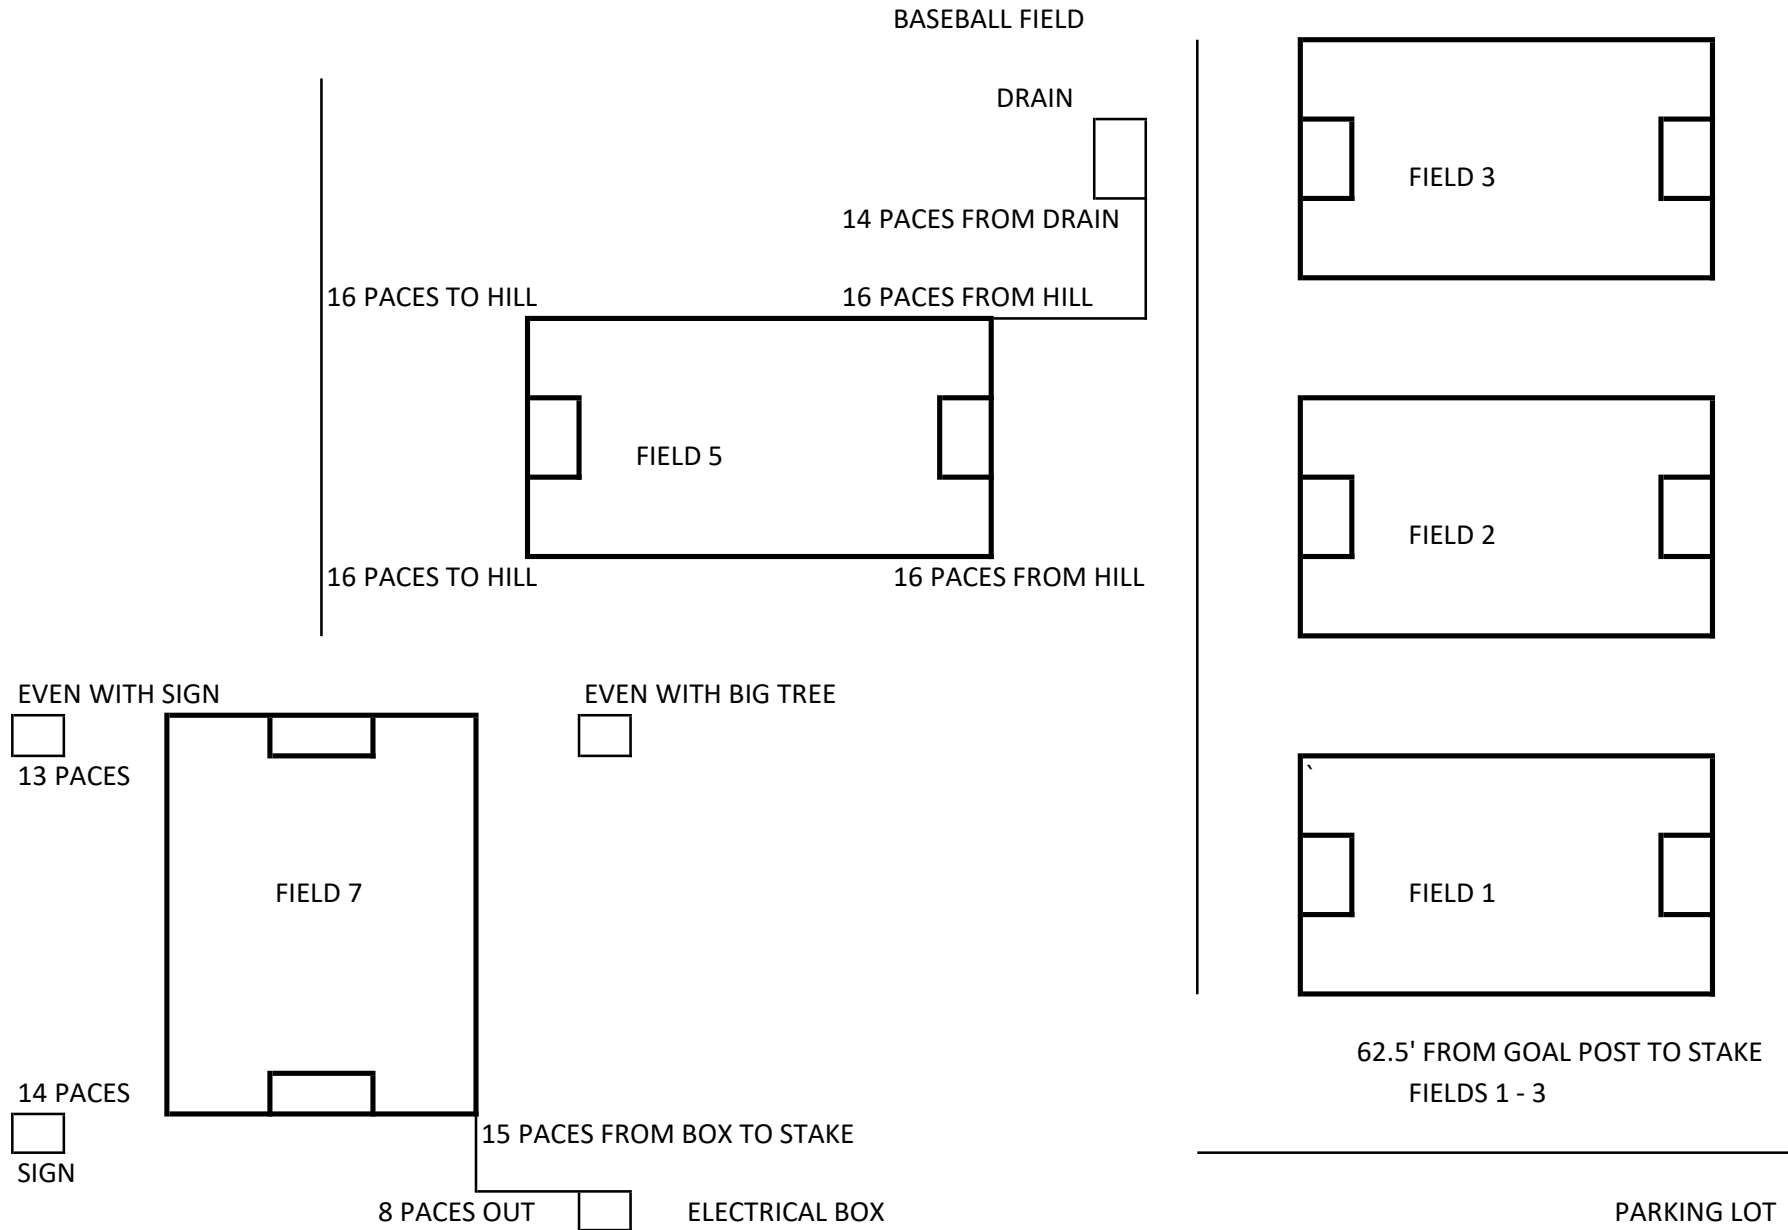 BASEBALL FIELD
DRAIN
FIELD 3
14 PACES FROM DRAIN
16 PACES TO HILL
16 PACES FROM HILL
FIELD 5
FIELD 2
16 PACES TO HILL
16 PACES FROM HILL
EVEN WITH SIGN
EVEN WITH BIG TREE
13 PACES
`
FIELD 7
FIELD 1
62.5' FROM GOAL POST TO STAKE
14 PACES
FIELDS 1 - 3
15 PACES FROM BOX TO STAKE
SIGN
8 PACES OUT
ELECTRICAL BOX
PARKING LOT